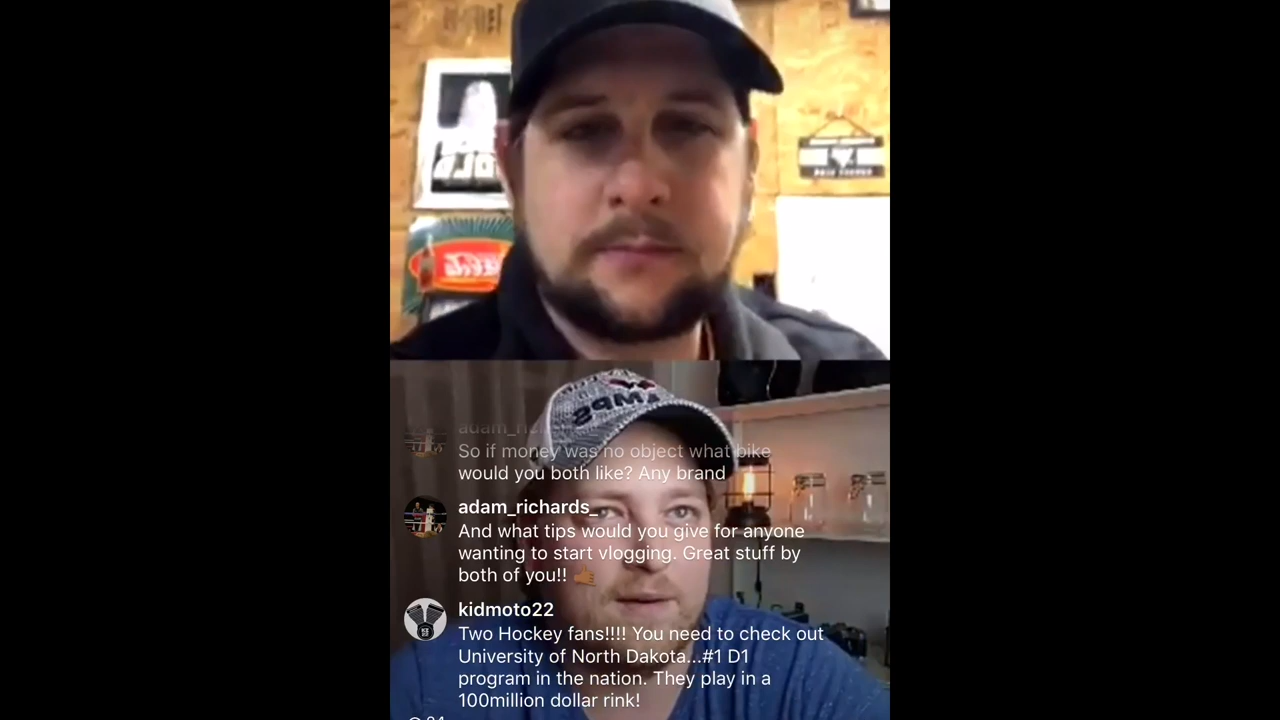 So if money was no object what bike
would you both like? Any brand
adam_richards_
And what tips would you give for anyone
wanting to start vlogging. Great stuff by
both of you!! 🤙
kidmoto22
Two Hockey fans!!!! You need to check out
University of North Dakota...#1 D1
program in the nation. They play in a
100million dollar rink!